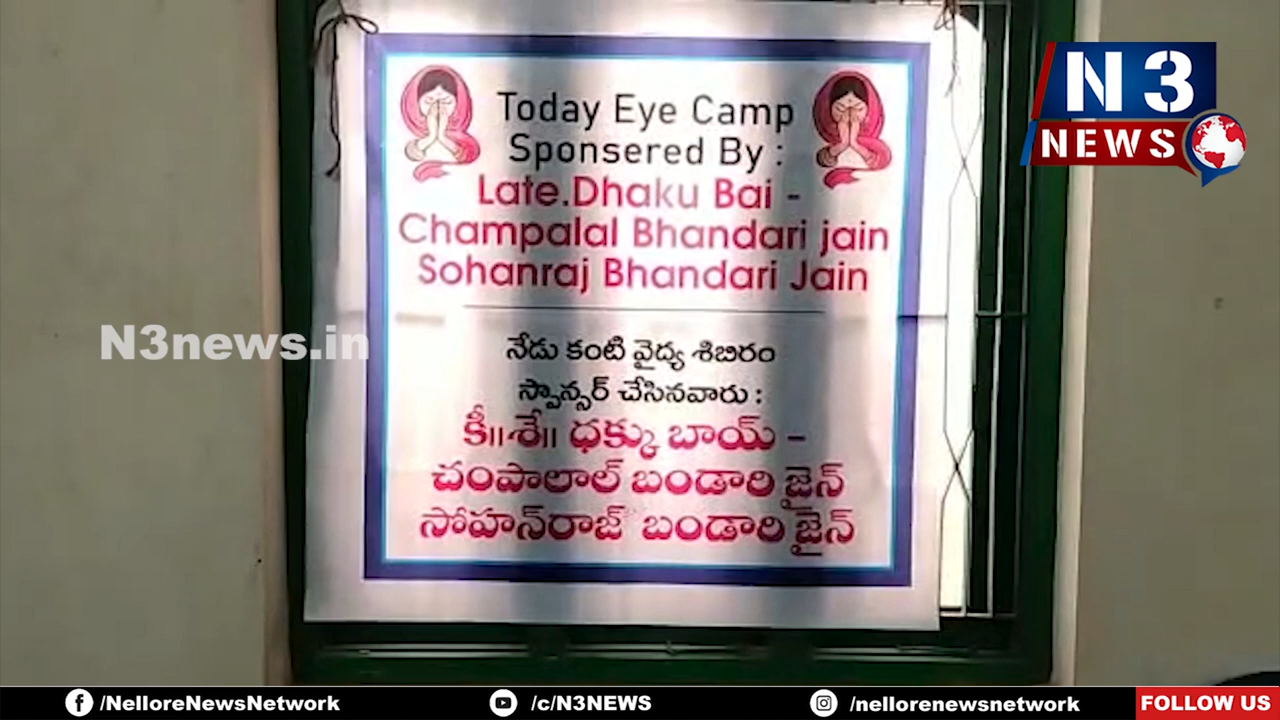 N 3
NEWS
Today Eye Camp
Sponsered By :
Late.Dhaku Bai -
Champalal Bhandari jain
Sohanraj Bhandari Jain
N3news.in
నేడు కంటి వైద్య శిబిరం
స్పాన్సర్ చేసినవారు :
కీ||శే|| ధక్కు బాయ్ -
చంపాలాల్ బండారి జైన్
సోహన్‌రాజ్ బండారి జైన్
/NelloreNewsNetwork
/c/N3NEWS
/nellorenewsnetwork
FOLLOW US